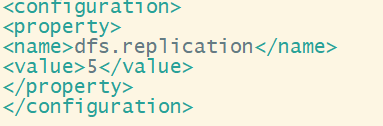 <configuration>
<property>
<name>dfs.replication</name>
<value>5</value>
</property>
</configuration>